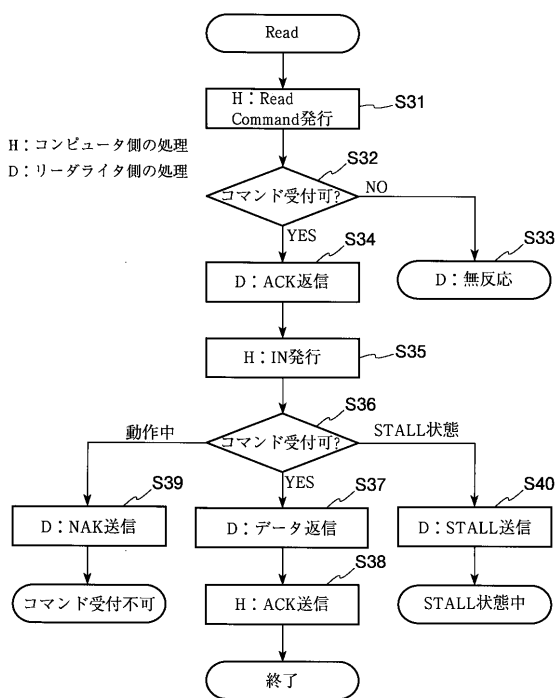 Read
H：Read
Command発行
S31
H：コンピュータ側の処理
D：リーダライタ側の処理
S32
コマンド受付可?
NO
YES
S34
D：ACK返信
S33
D：無反応
H：IN発行
S35
S36
コマンド受付可?
動作中
STALL状態
YES
S39
D：NAK送信
S37
D：データ返信
S40
D：STALL送信
S38
コマンド受付不可
H：ACK送信
STALL状態中
終了